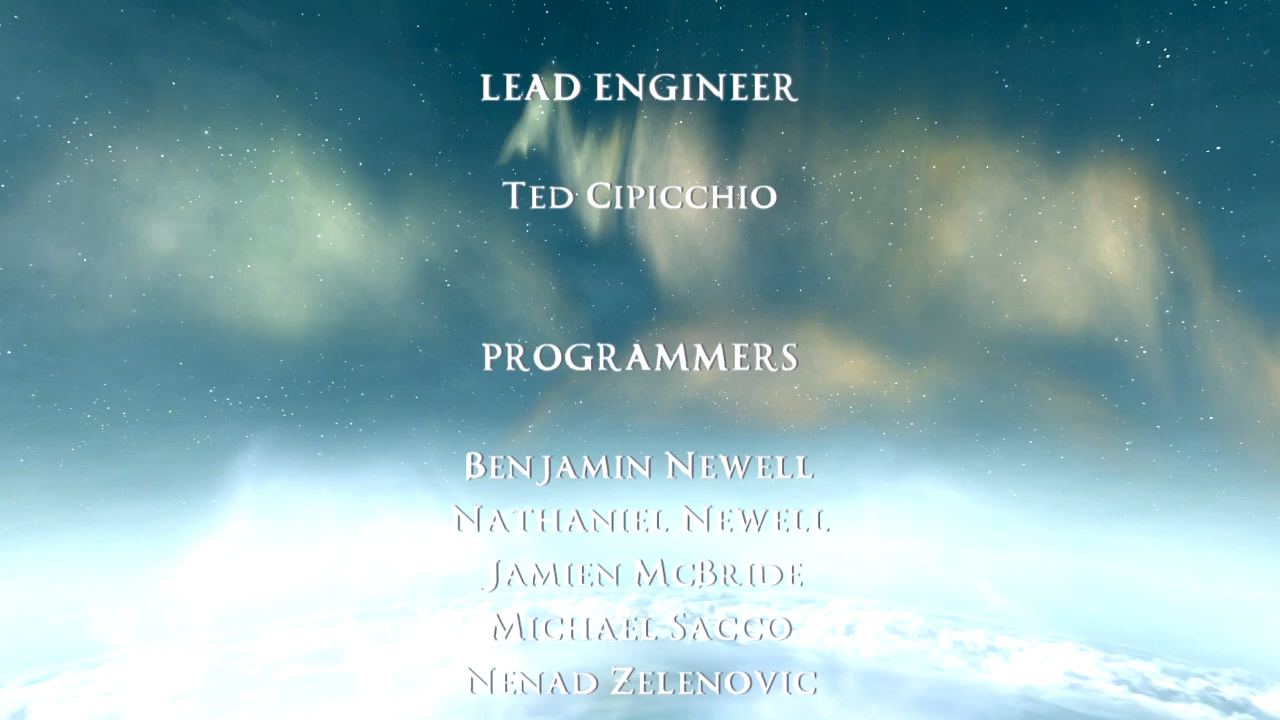 LEAD ENGINEER
TED CIPICCHIO
PROGRAMMERS
BENJAMIN NEWELL
NATHANIEL NEWELL
JAMIEN MCBRIDE
MICHAEL SACCO
NENAD ZELENOVIC